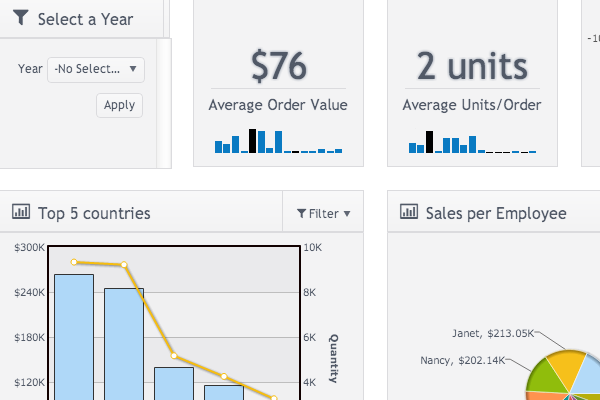 Select a Year
Year
-No Select...
Apply
$76
Average Order Value
2 units
Average Units/Order
Top 5 countries
Filter
Sales per Employee
$300K
$240K
$180K
$120K
10K
8K
6K
4K
Quantity
Janet, $213.05K
Nancy, $202.14K